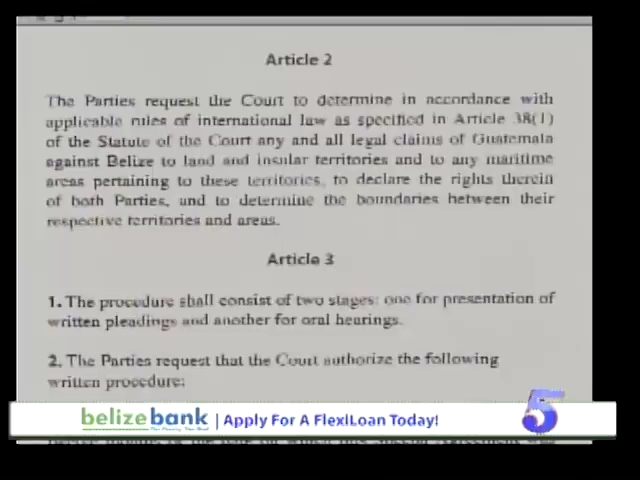 Article 2
The Parties request the Court to determine in accordance with
applicable rules of international law as specified in Article 38(1)
of the Statute of the Court any and all legal claims of Guatemala
against Belize to land and insular territories and to any maritime
areas pertaining to these territories, to declare the rights therein
of both Parties, and to determine the boundaries between their
respective territories and areas.
Article 3
1. The procedure shall consist of two stages: one for presentation of
written pleadings and another for oral hearings.
2. The Parties request that the Court authorize the following
written procedure:
belizebank | Apply For A FlexiLoan Today! 5